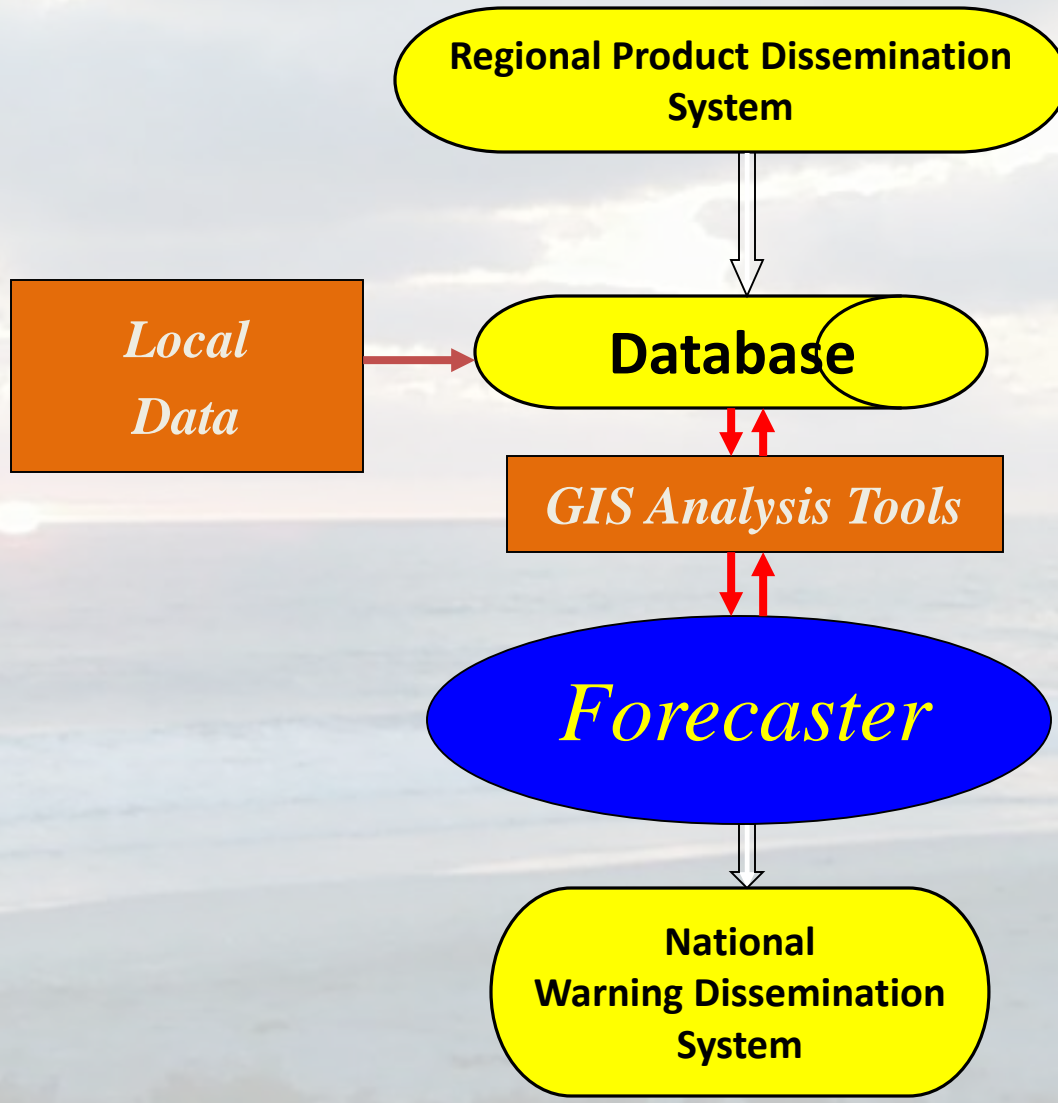 Regional Product Dissemination
System
Local
Data
Database
GIS Analysis Tools
Forecaster
National
Warning Dissemination
System